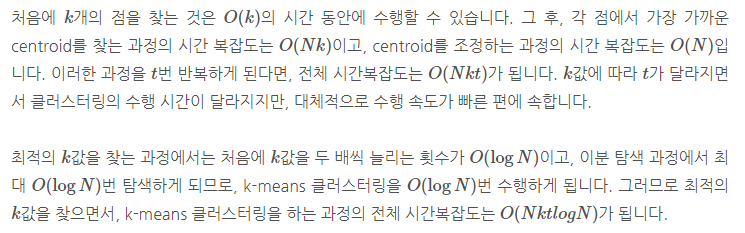 처음에 k개의 점을 찾는 것은 O(k)의 시간 동안에 수행할 수 있습니다. 그 후, 각 점에서 가장 가까운
centroid를 찾는 과정의 시간 복잡도는 O(Nk)이고, centroid를 조정하는 과정의 시간 복잡도는 O(N)입
니다. 이러한 과정을 t번 반복하게 된다면, 전체 시간복잡도는 O(Nkt)가 됩니다. k값에 따라 t가 달라지면
서 클러스터링의 수행 시간이 달라지지만, 대체적으로 수행 속도가 빠른 편에 속합니다.
최적의 k값을 찾는 과정에서는 처음에 k값을 두 배씩 늘리는 횟수가 O(log N)이고, 이분 탐색 과정에서 최
대 O(log N)번 탐색하게 되므로, k-means 클러스터링을 O(log N)번 수행하게 됩니다. 그러므로 최적의
k값을 찾으면서, k-means 클러스터링을 하는 과정의 전체 시간복잡도는 O(NktlogN)가 됩니다.